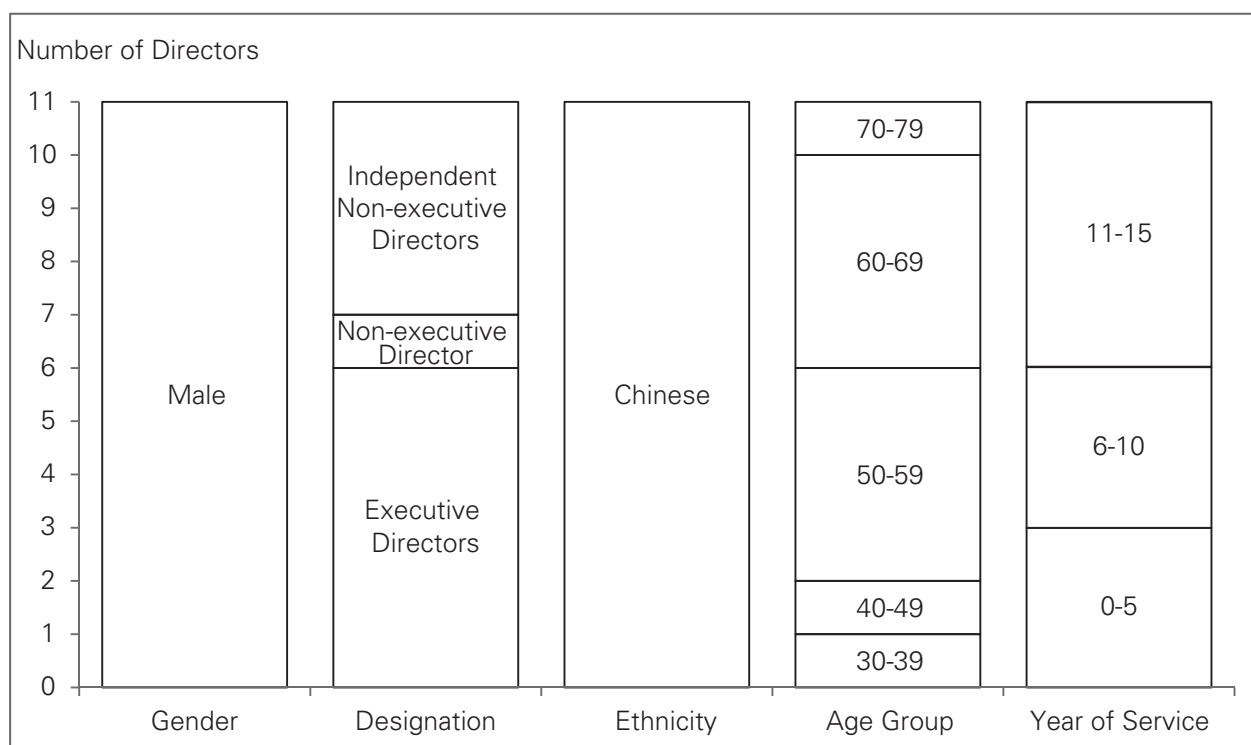 Number of Directors
11
10
9
8
7
6
5
4
3
2
1
0
Male
Independent
Non-executive
Directors
Non-executive
Director
Executive
Directors
Chinese
70-79
60-69
50-59
40-49
30-39
11-15
6-10
0-5
Gender
Designation
Ethnicity
Age Group
Year of Service